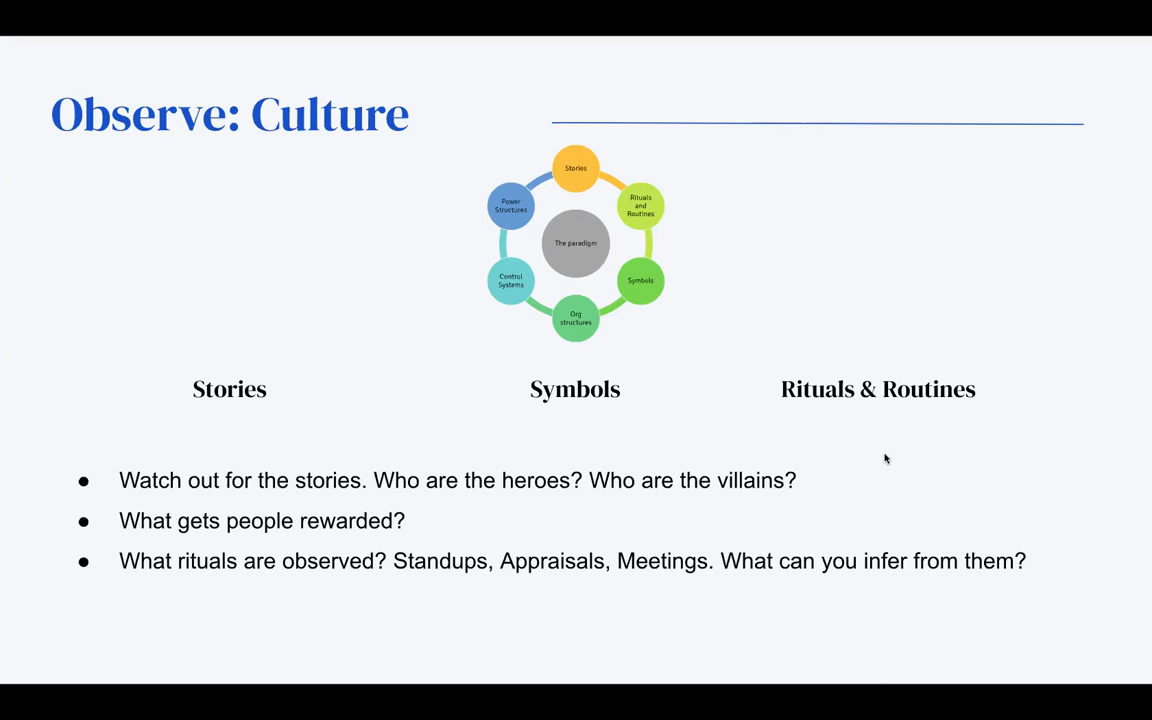 Observe: Culture
Stories
Power
Structures
Rituals
and
Routines
The paradigm
Control
Systems
Symbols
Org
structures
Stories
Symbols
Rituals & Routines
● Watch out for the stories. Who are the heroes? Who are the villains?
● What gets people rewarded?
● What rituals are observed? Standups, Appraisals, Meetings. What can you infer from them?